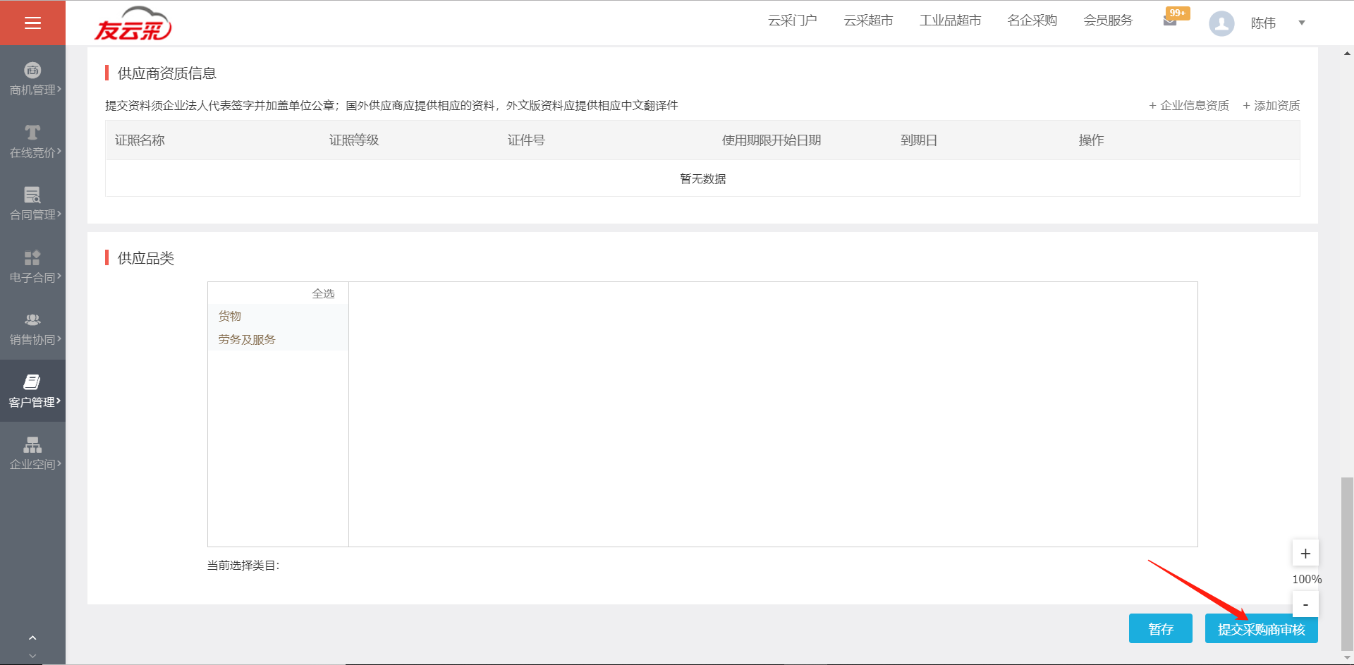 友云采
云采门户 云采超市 工业品超市 名企采购 会员服务 99+ 陈伟
商机管理
在线竞价
合同管理
电子合同
销售协同
客户管理
企业空间
供应商资质信息
提交资料须企业法人代表签字并加盖单位公章；国外供应商应提供相应的资料，外文版资料应提供相应中文翻译件 + 企业信息资质 + 添加资质
证照名称 证照等级 证件号 使用期限开始日期 到期日 操作
暂无数据
供应品类
全选
货物
劳务及服务
当前选择类目:
+
100%
-
暂存 提交采购商审核